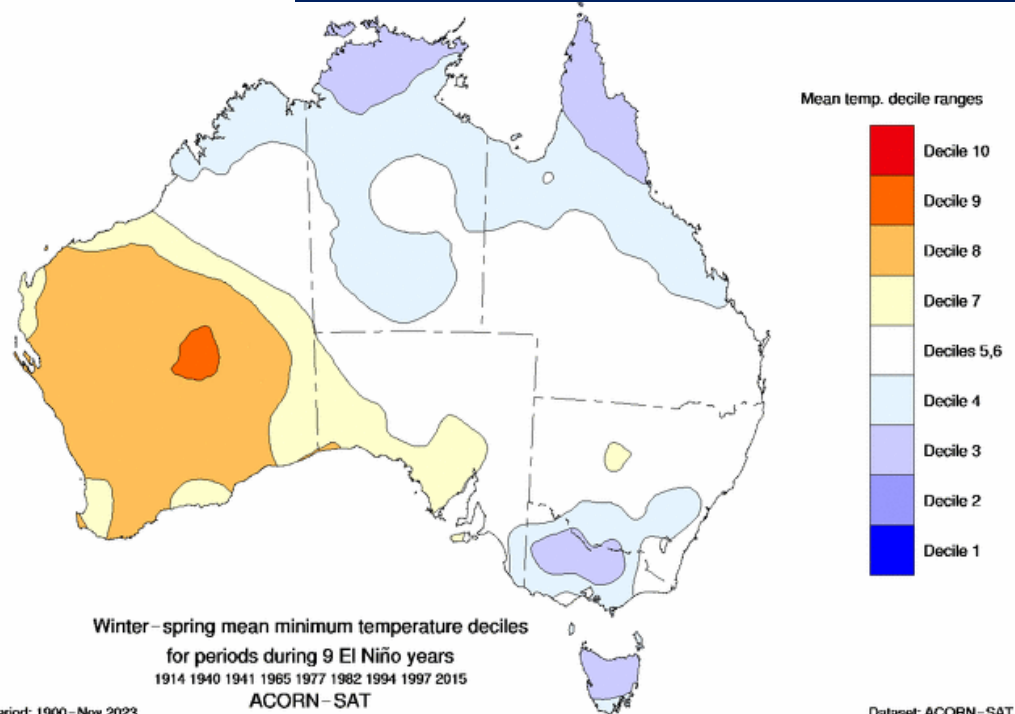 Mean temp. decile ranges
Decile 10
Decile 9
Decile 8
Decile 7
Deciles 5,6
Decile 4
Decile 3
Decile 2
Decile 1
Winter-spring mean minimum temperature deciles
for periods during 9 El Niño years
1914 1940 1941 1965 1977 1982 1994 1997 2015
ACORN-SAT
1900-Nov 2023
Dataset: ACORN-SAT